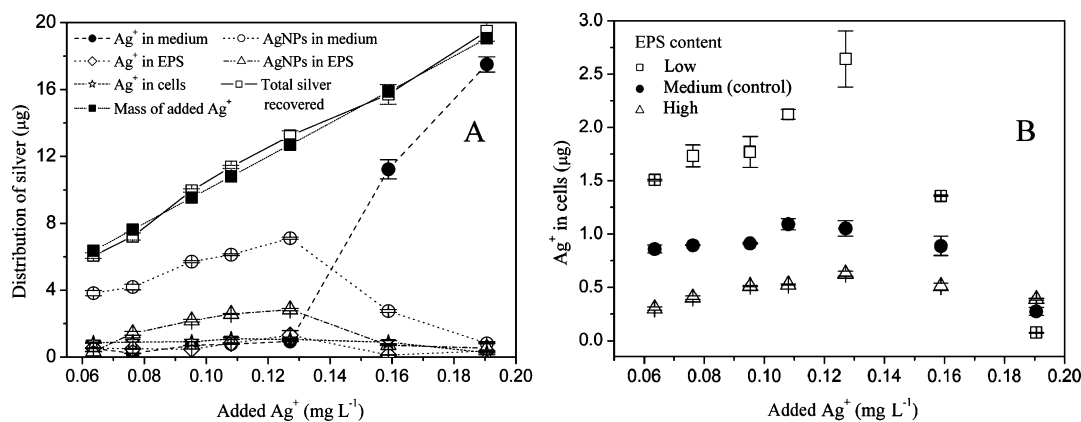 20
16
12
8
4
0
Ag⁺ in medium
AgNPs in medium
Ag⁺ in EPS
AgNPs in EPS
Ag⁺ in cells
Total silver
recovered
Mass of added Ag⁺
A
Distribution of silver (μg)
0.06 0.08 0.10 0.12 0.14 0.16 0.18 0.20
Added Ag⁺ (mg L⁻¹)
3.0
2.5
2.0
1.5
1.0
0.5
0.0
EPS content
Low
Medium (control)
High
B
Ag⁺ in cells (μg)
0.06 0.08 0.10 0.12 0.14 0.16 0.18 0.20
Added Ag⁺ (mg L⁻¹)